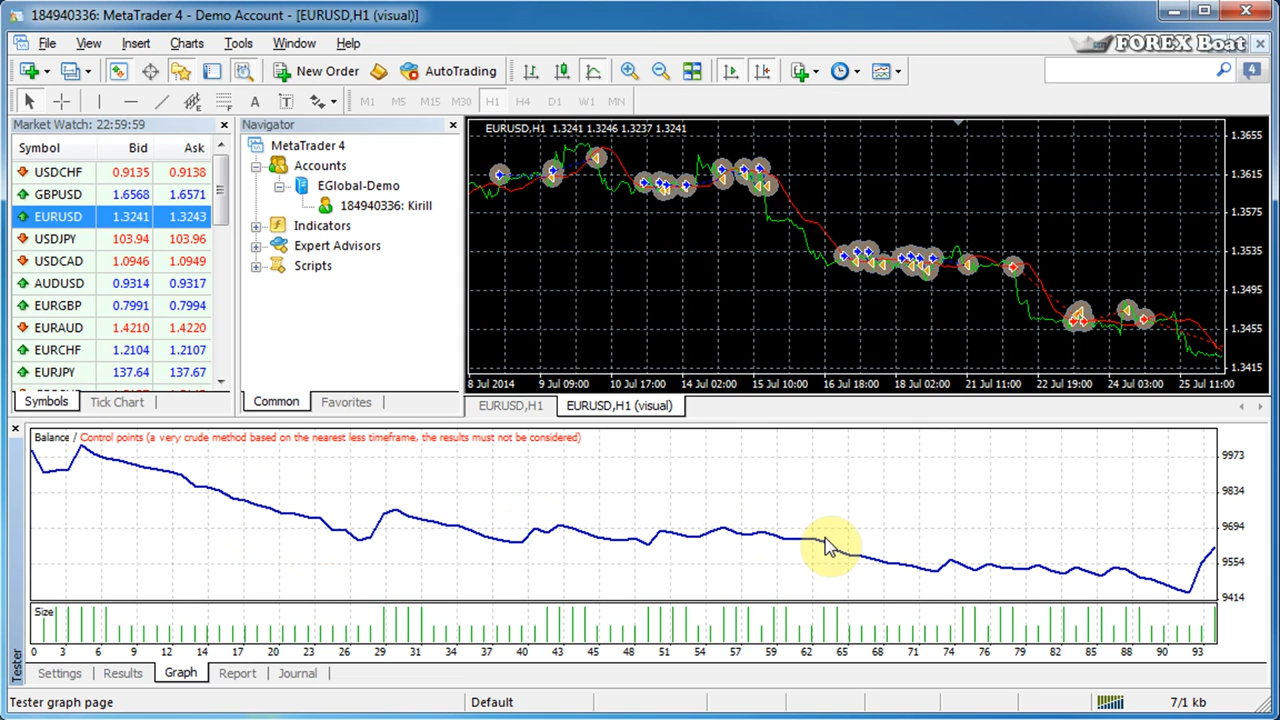 184940336: MetaTrader 4 - Demo Account - [EURUSD,H1 (visual)]
File View Insert Charts Tools Window Help
FOREX Boat
New Order AutoTrading 4
A T M1 M5 M15 M30 H1 H4 D1 W1 MN
Market Watch: 22:59:59
Symbol Bid Ask
USDCHF 0.9135 0.9138
GBPUSD 1.6568 1.6571
EURUSD 1.3241 1.3243
USDJPY 103.94 103.96
USDCAD 1.0946 1.0949
AUDUSD 0.9314 0.9317
EURGBP 0.7991 0.7994
EURAUD 1.4210 1.4220
EURCHF 1.2104 1.2107
EURJPY 137.64 137.67
Symbols Tick Chart
Navigator
MetaTrader 4
Accounts
EGlobal-Demo
184940336: Kirill
Indicators
Expert Advisors
Scripts
Common Favorites
EURUSD,H1 1.3241 1.3246 1.3237 1.3241
1.3655
1.3615
1.3575
1.3535
1.3495
1.3455
1.3415
8 Jul 2014 9 Jul 09:00 10 Jul 17:00 14 Jul 02:00 15 Jul 10:00 16 Jul 18:00 18 Jul 02:00 21 Jul 11:00 22 Jul 19:00 24 Jul 03:00 25 Jul 11:00
EURUSD,H1 EURUSD,H1 (visual)
Balance / Control points (a very crude method based on the nearest less timeframe, the results must not be considered)
9973
9834
9694
9554
9414
Size
0 3 6 9 12 14 17 20 23 26 29 32 34 37 40 43 45 48 51 54 57 59 62 65 68 71 74 76 79 82 85 88 90 93
Tester
Settings Results Graph Report Journal
Tester graph page Default 7/1 kb